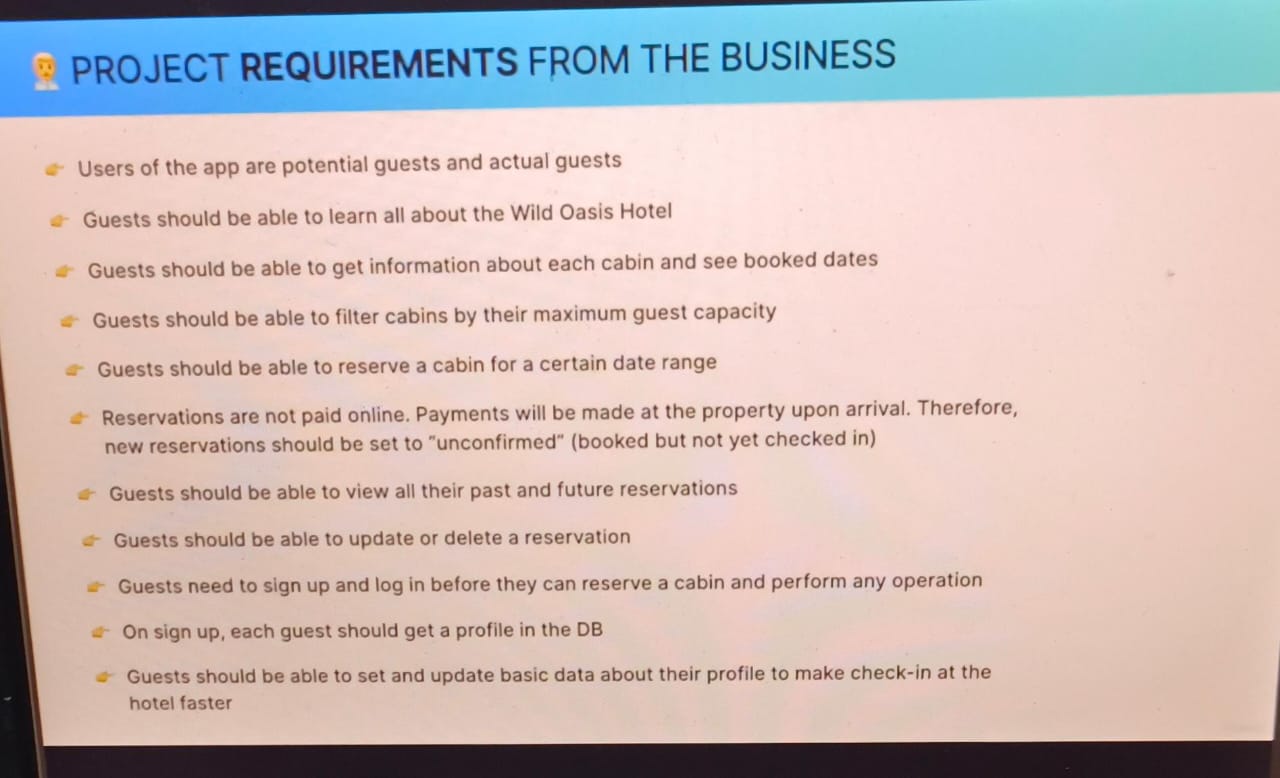 PROJECT REQUIREMENTS FROM THE BUSINESS
Users of the app are potential guests and actual guests
Guests should be able to learn all about the Wild Oasis Hotel
Guests should be able to get information about each cabin and see booked dates
Guests should be able to filter cabins by their maximum guest capacity
Guests should be able to reserve a cabin for a certain date range
Reservations are not paid online. Payments will be made at the property upon arrival. Therefore,
new reservations should be set to “unconfirmed” (booked but not yet checked in)
Guests should be able to view all their past and future reservations
Guests should be able to update or delete a reservation
Guests need to sign up and log in before they can reserve a cabin and perform any operation
On sign up, each guest should get a profile in the DB
Guests should be able to set and update basic data about their profile to make check-in at the
hotel faster